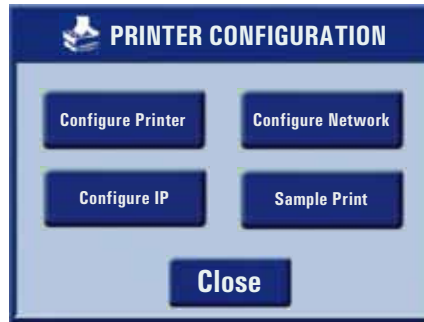 PRINTER CONFIGURATION
Configure Printer
Configure Network
Configure IP
Sample Print
Close